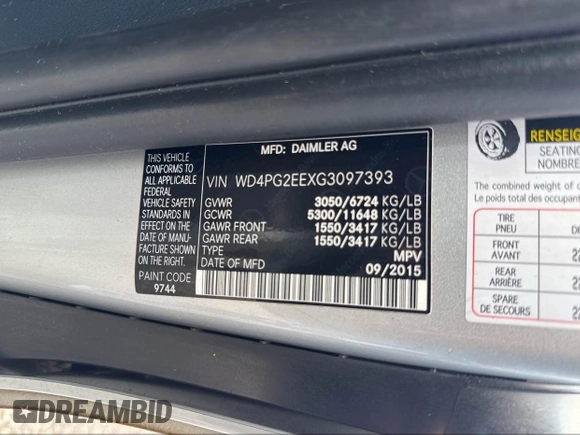 MFD: DAIMLER AG
THIS VEHICLE
CONFORMS TO
ALL APPLICABLE
FEDERAL
VEHICLE SAFETY
STANDARDS IN
EFFECT ON THE
DATE OF MANU-
FACTURE SHOWN
ON THE RIGHT.
PAINT CODE
9744
VIN WD4PG2EEXG3097393
GVWR 3050/6724 KG/LB
GCWR 5300/11648 KG/LB
GAWR FRONT 1550/3417 KG/LB
GAWR REAR 1550/3417 KG/LB
TYPE MPV
DATE OF MFD 09/2015
RENSEIG
SEATING
NOMBRE
The combined weight of
Le poids total des occupant
TIRE
PNEU
FRONT
AVANT
REAR
ARRIÈRE
SPARE
DE SECOURS
DREAMBID